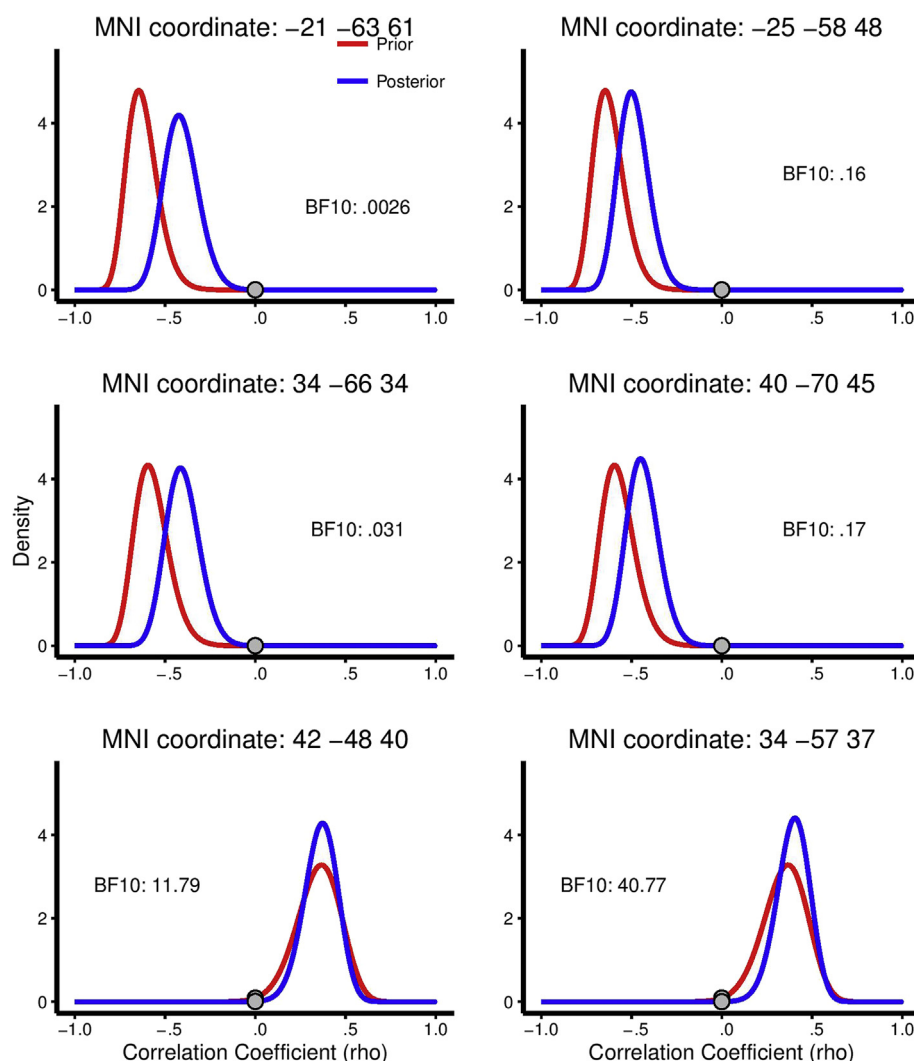 MNI coordinate: −21 −63 61
Prior
Posterior
4
2
0
BF10: .0026
−1.0 −.5 .0 .5 1.0
MNI coordinate: −25 −58 48
4
2
0
BF10: .16
−1.0 −.5 .0 .5 1.0
MNI coordinate: 34 −66 34
Density
4
2
0
BF10: .031
−1.0 −.5 .0 .5 1.0
MNI coordinate: 40 −70 45
4
2
0
BF10: .17
−1.0 −.5 .0 .5 1.0
MNI coordinate: 42 −48 40
4
2
0
BF10: 11.79
−1.0 −.5 .0 .5 1.0
Correlation Coefficient (rho)
MNI coordinate: 34 −57 37
4
2
0
BF10: 40.77
−1.0 −.5 .0 .5 1.0
Correlation Coefficient (rho)